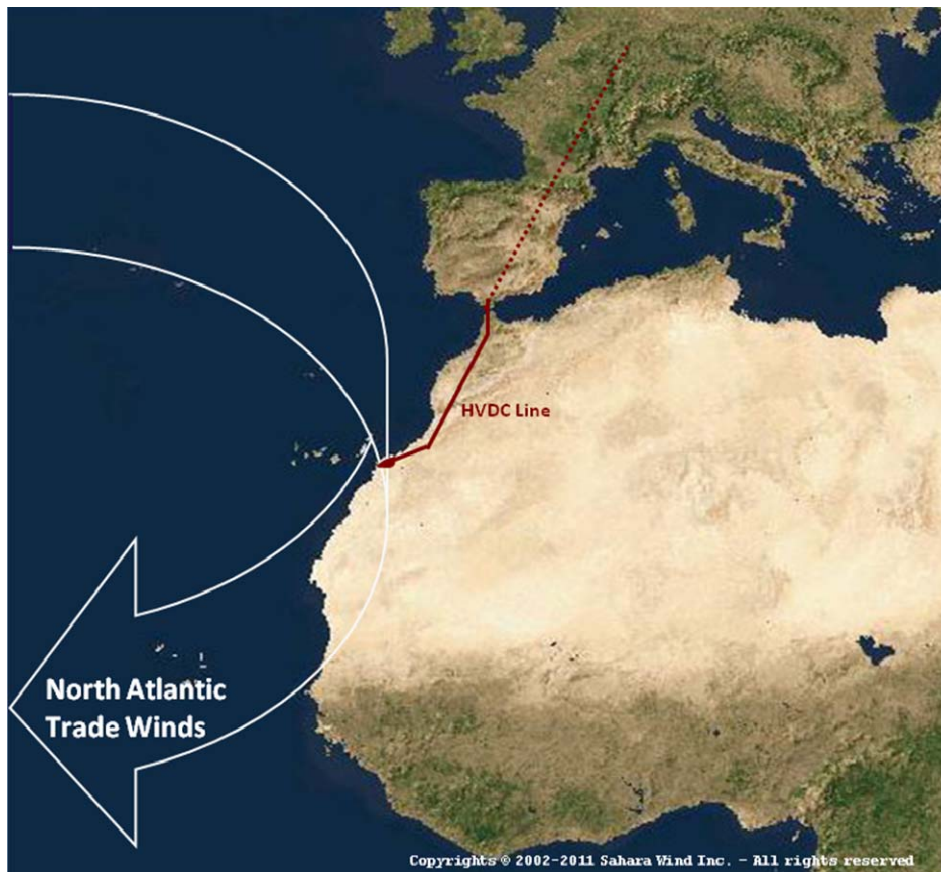 HVDC Line
North Atlantic
Trade Winds
Copyrights © 2002-2011 Sahara Wind Inc. - All rights reserved